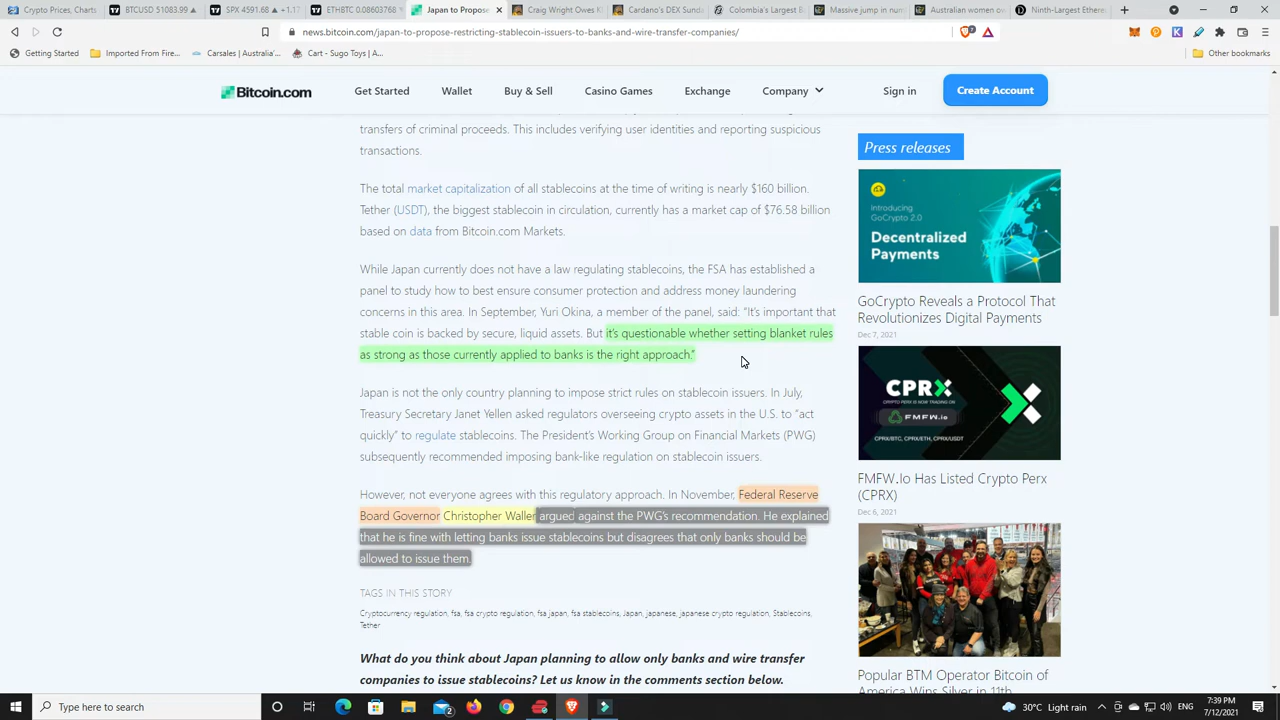 Crypto Prices, Charts
BTCUSD 51083.99 ▲
SPX 4591.68 ▲ +1.17
ETHBTC 0.08603768
Japan to Propose
Craig Wright Owes K
Cardano's DEX Sunda
Colombia's Largest B
Massive jump in num
Australian women o
Ninth-Largest Ethere
news.bitcoin.com/japan-to-propose-restricting-stablecoin-issuers-to-banks-and-wire-transfer-companies/
Getting Started
Imported From Fire...
Carsales (Australia)...
Cart - Sugo Toys | A...
Other bookmarks
Bitcoin.com
Get Started
Wallet
Buy & Sell
Casino Games
Exchange
Company
Sign in
Create Account
transfers of criminal proceeds. This includes verifying user identities and reporting suspicious
transactions.
The total market capitalization of all stablecoins at the time of writing is nearly $160 billion.
Tether (USDT), the biggest stablecoin in circulation currently has a market cap of $76.58 billion
based on data from Bitcoin.com Markets.
While Japan currently does not have a law regulating stablecoins, the FSA has established a
panel to study how to best ensure consumer protection and address money laundering
concerns in this area. In September, Yuri Okina, a member of the panel, said: “It’s important that
stable coin is backed by secure, liquid assets. But it’s questionable whether setting blanket rules
as strong as those currently applied to banks is the right approach.”
Japan is not the only country planning to impose strict rules on stablecoin issuers. In July,
Treasury Secretary Janet Yellen asked regulators overseeing crypto assets in the U.S. to “act
quickly” to regulate stablecoins. The President’s Working Group on Financial Markets (PWG)
subsequently recommended imposing bank-like regulation on stablecoin issuers.
However, not everyone agrees with this regulatory approach. In November, Federal Reserve
Board Governor Christopher Waller argued against the PWG’s recommendation. He explained
that he is fine with letting banks issue stablecoins but disagrees that only banks should be
allowed to issue them.
TAGS IN THIS STORY
Cryptocurrency regulation, fsa, fsa crypto regulation, fsa japan, fsa stablecoins, Japan, japanese, japanese crypto regulation, Stablecoins,
Tether
What do you think about Japan planning to allow only banks and wire transfer
companies to issue stablecoins? Let us know in the comments section below.
Press releases
Introducing
GoCrypto 2.0
Decentralized
Payments
GoCrypto Reveals a Protocol That
Revolutionizes Digital Payments
Dec 7, 2021
CPRX
CRYPTO PERX IS NOW TRADING ON
FMFW.io
CPRX/BTC, CPRX/ETH, CPRX/USDT
FMFW.Io Has Listed Crypto Perx
(CPRX)
Dec 6, 2021
Popular BTM Operator Bitcoin of
America Wins Silver in 11th
Type here to search
2
30°C Light rain
ENG
7:39 PM
7/12/2021